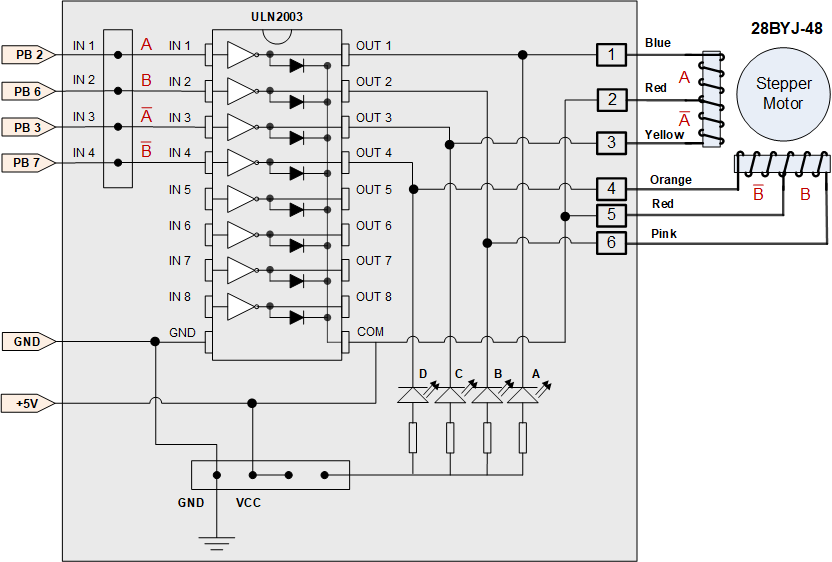 ULN2003
28BYJ-48
Stepper
Motor
PB 2 IN 1 A IN 1 OUT 1 1 Blue
PB 6 IN 2 B IN 2 OUT 2 2 Red A
PB 3 IN 3 A̅ IN 3 OUT 3 3 Yellow A̅
PB 7 IN 4 B̅ IN 4 OUT 4 4 Orange
IN 5 OUT 5 5 Red B̅ B
IN 6 OUT 6 6 Pink
IN 7 OUT 7
IN 8 OUT 8
GND GND COM
D C B A
+5V
GND VCC